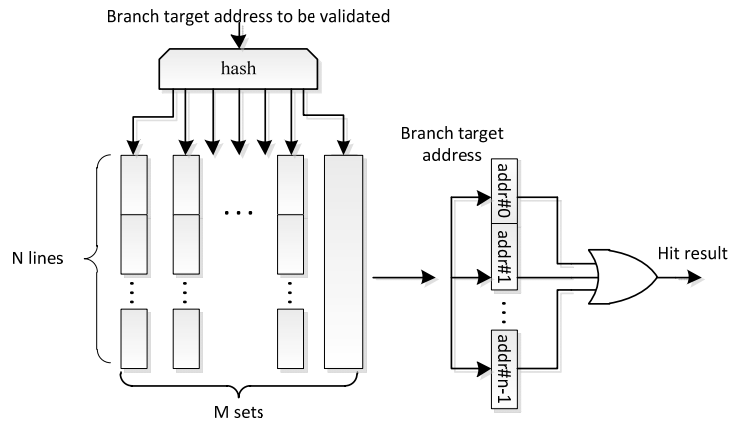 Branch target address to be validated
hash
N lines
M sets
Branch target
address
addr#0
addr#1
addr#n-1
Hit result